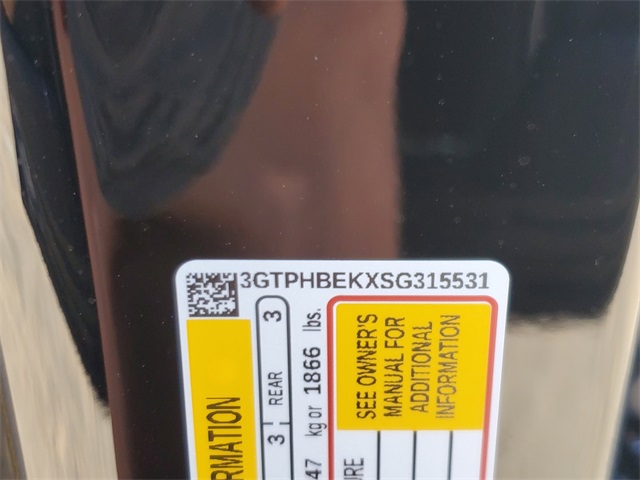 3GTPHBEKXSG315531
RMATION
3 REAR 3
47 kg or 1866 lbs.
SEE OWNER'S
MANUAL FOR
ADDITIONAL
INFORMATION
URE